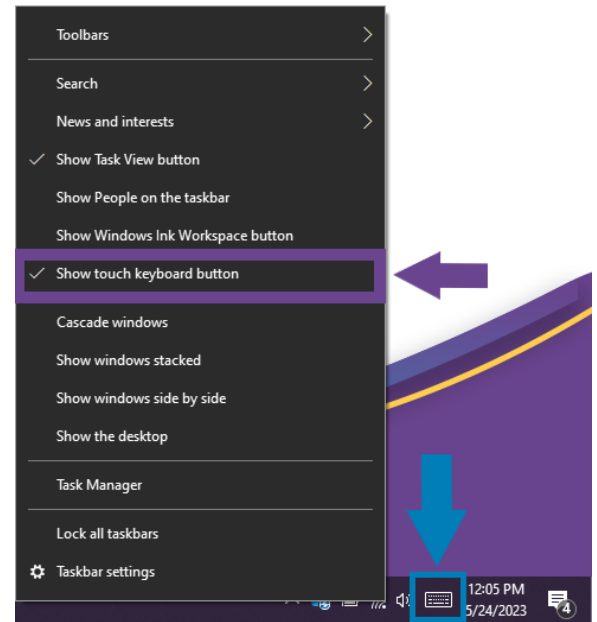 Toolbars
Search
News and interests
Show Task View button
Show People on the taskbar
Show Windows Ink Workspace button
Show touch keyboard button
Cascade windows
Show windows stacked
Show windows side by side
Show the desktop
Task Manager
Lock all taskbars
Taskbar settings
12:05 PM
5/24/2023
4